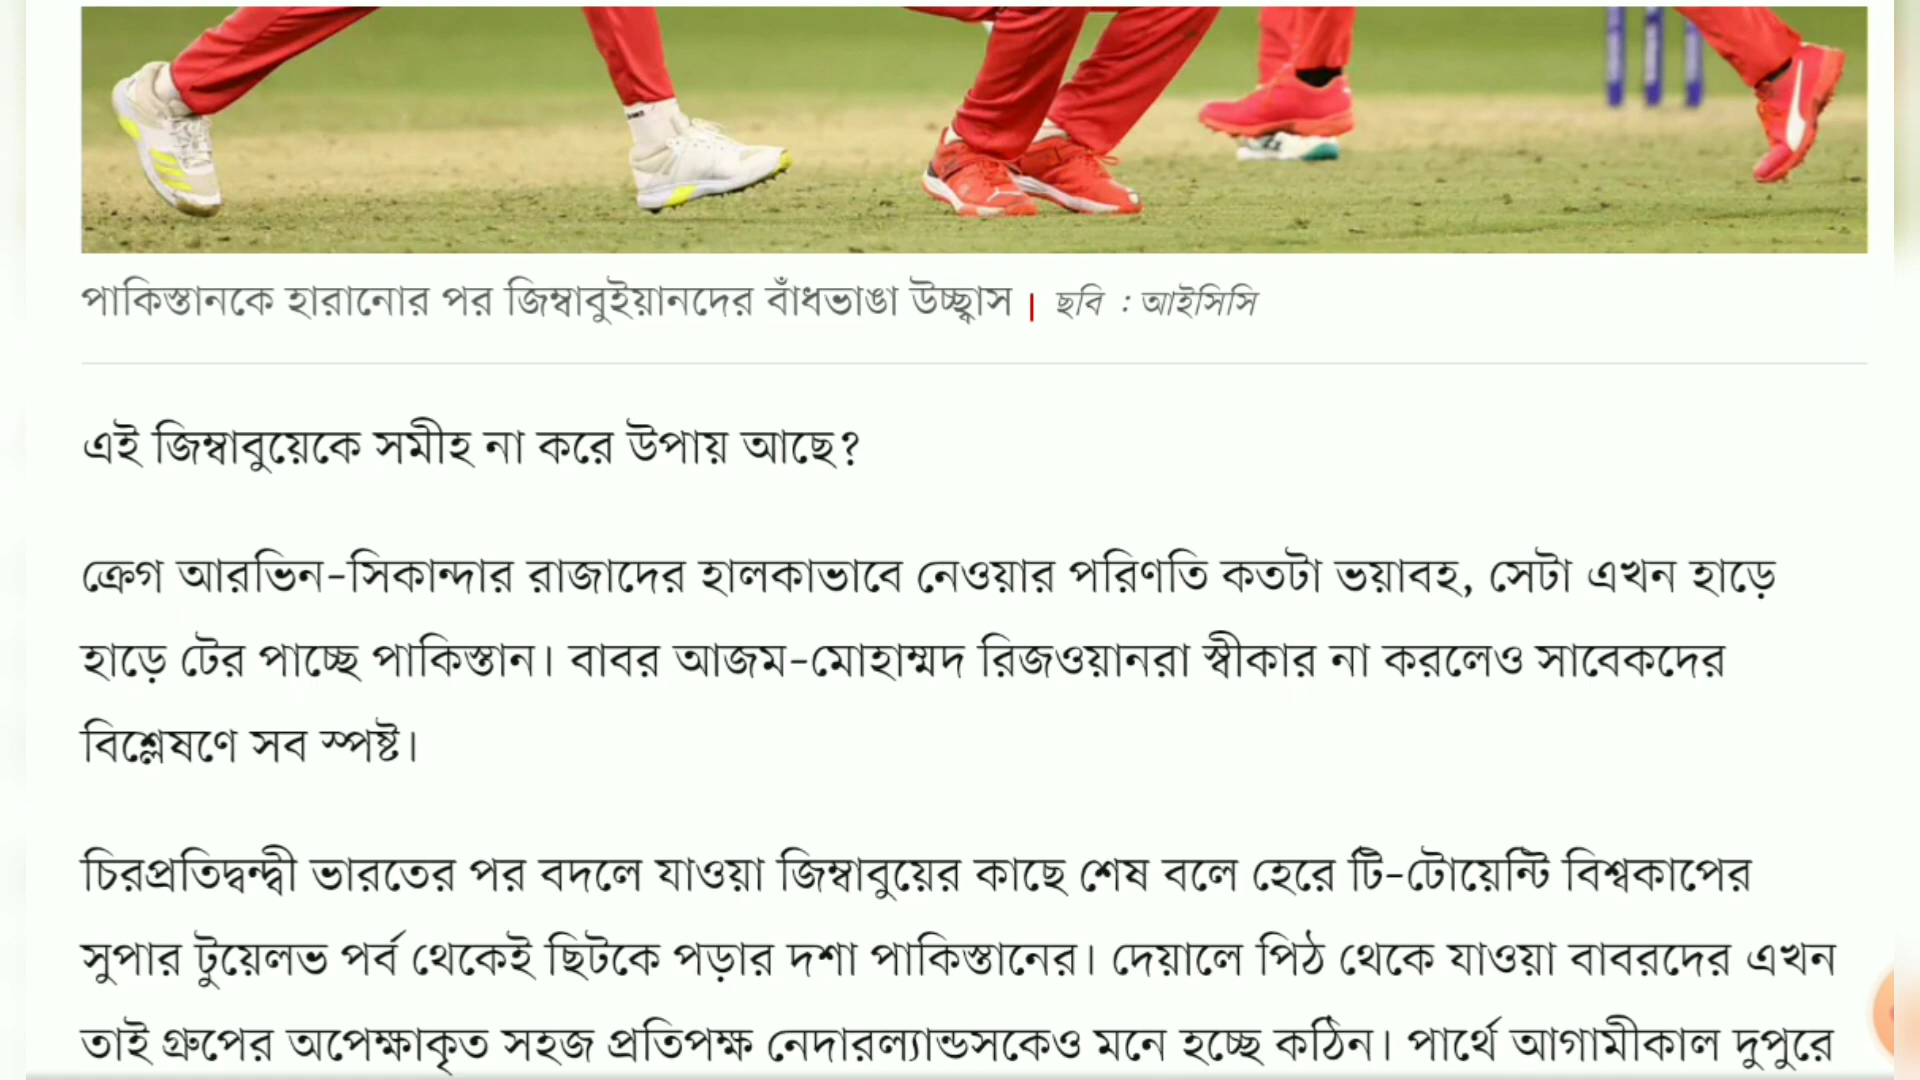 পাকিস্তানকে হারানোর পর জিম্বাবুইয়ানদের বাঁধভাঙা উচ্ছ্বাস | ছবি : আইসিসি
এই জিম্বাবুয়েকে সমীহ না করে উপায় আছে?
ক্রেগ আরভিন-সিকান্দার রাজাদের হালকাভাবে নেওয়ার পরিণতি কতটা ভয়াবহ, সেটা এখন হাড়ে
হাড়ে টের পাচ্ছে পাকিস্তান। বাবর আজম-মোহাম্মদ রিজওয়ানরা স্বীকার না করলেও সাবেকদের
বিশ্লেষণে সব স্পষ্ট।
চিরপ্রতিদ্বন্দ্বী ভারতের পর বদলে যাওয়া জিম্বাবুয়ের কাছে শেষ বলে হেরে টি-টোয়েন্টি বিশ্বকাপের
সুপার টুয়েলভ পর্ব থেকেই ছিটকে পড়ার দশা পাকিস্তানের। দেয়ালে পিঠ থেকে যাওয়া বাবরদের এখন
তাই গ্রুপের অপেক্ষাকৃত সহজ প্রতিপক্ষ নেদারল্যান্ডসকেও মনে হচ্ছে কঠিন। পার্থে আগামীকাল দুপুরে